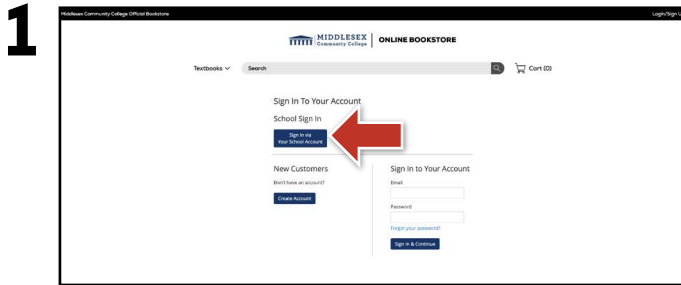 1
Middlesex Community College Official Bookstore
Login/Sign U
MIDDLESEX
Community College
ONLINE BOOKSTORE
Textbooks
Search
Cart (0)
Sign In To Your Account
School Sign In
Sign in via
Your School Account
New Customers
Don't have an account?
Create Account
Sign In to Your Account
Email
Password
Forgot your password?
Sign In & Continue